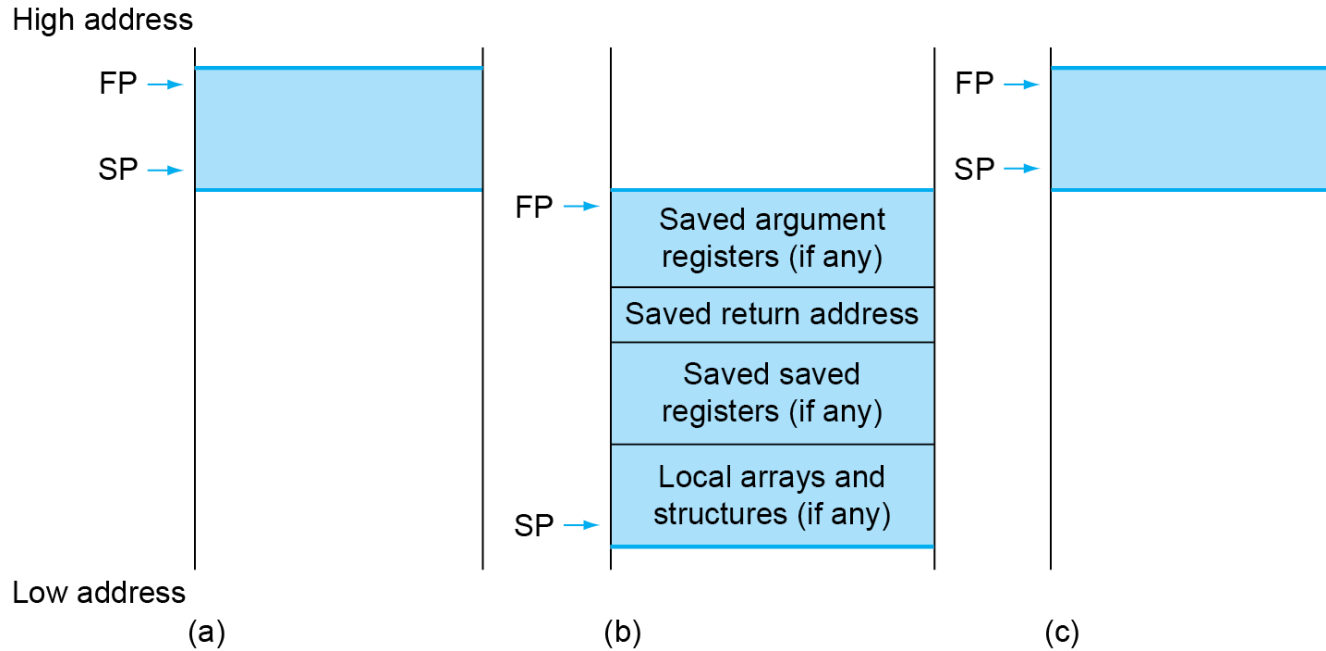 High address
FP
SP
FP
Saved argument
registers (if any)
Saved return address
Saved saved
registers (if any)
Local arrays and
structures (if any)
SP
FP
SP
Low address
(a)
(b)
(c)